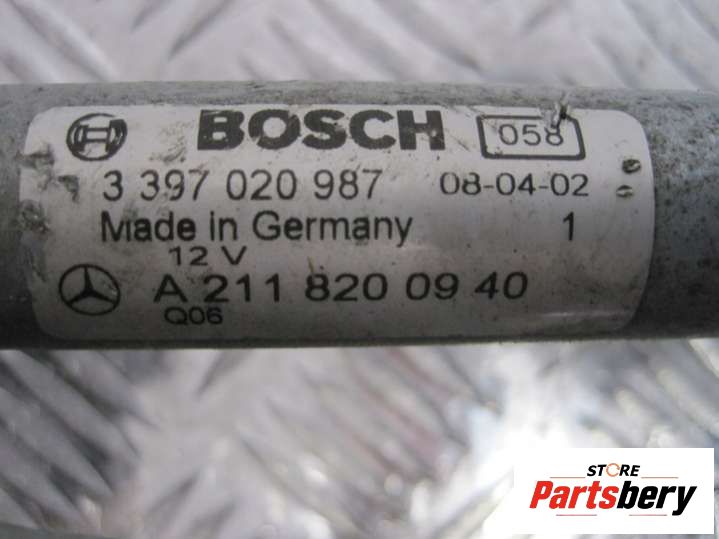 BOSCH 058
3 397 020 987 08-04-02
Made in Germany 1
12 V
A 211 820 09 40
Q06
STORE
Partsbery